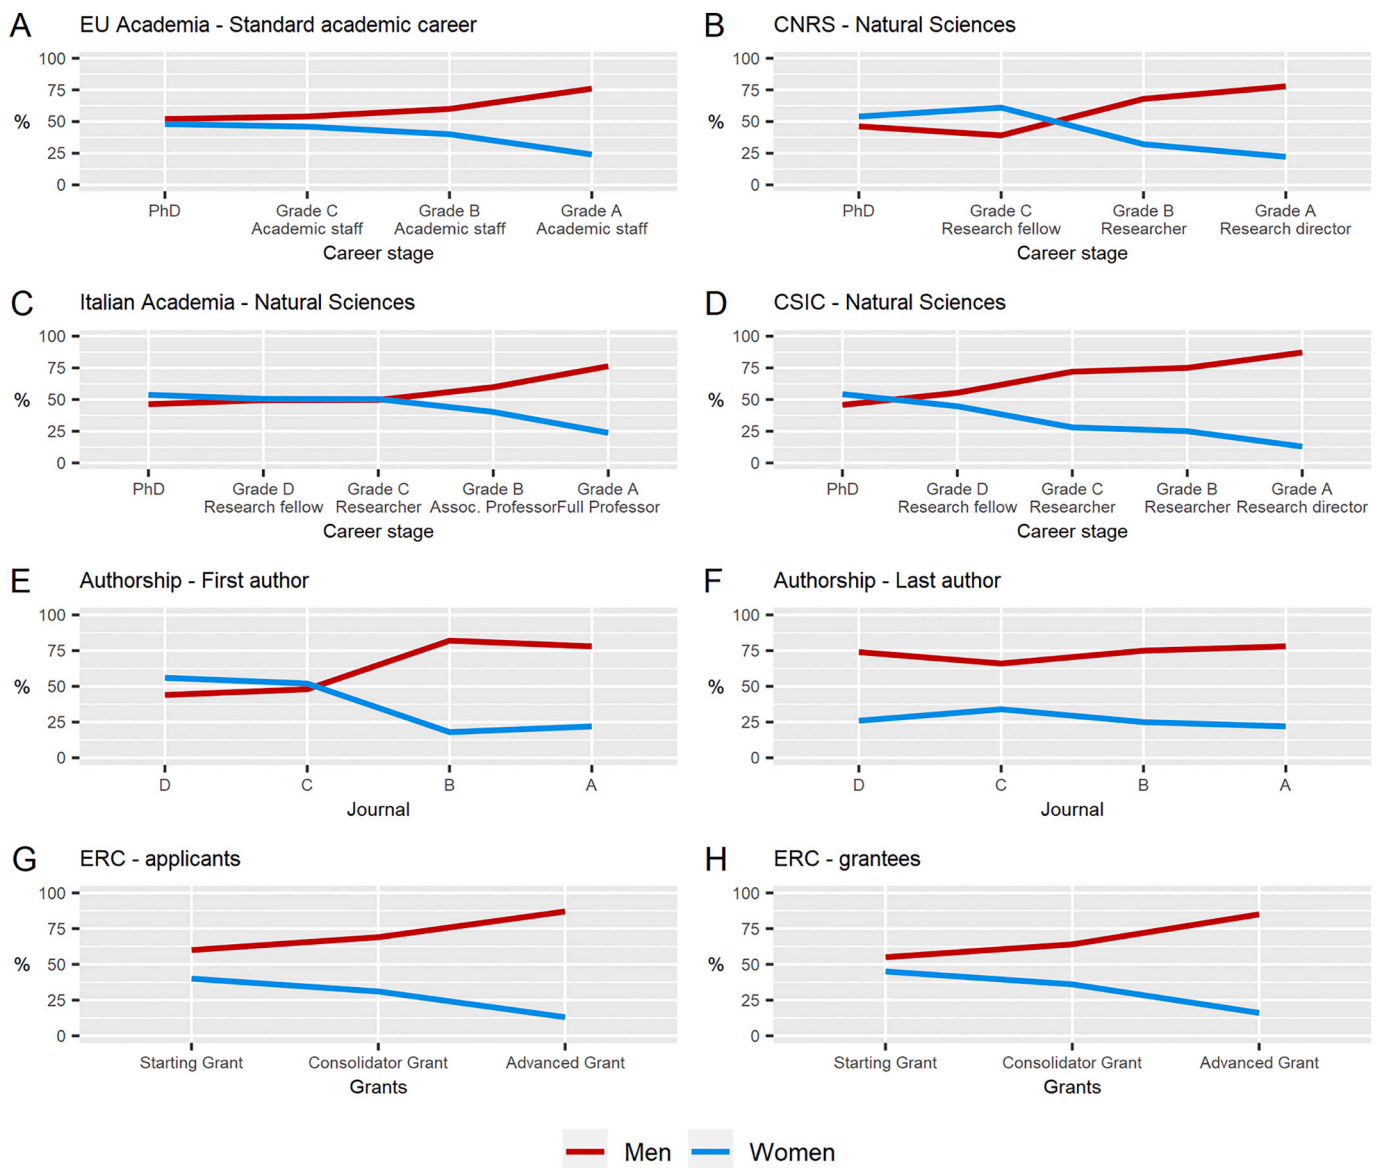 A EU Academia - Standard academic career
100
75
50
25
0
%
PhD Grade C Grade B Grade A
Academic staff Academic staff Academic staff
Career stage
B CNRS - Natural Sciences
100
75
50
25
0
%
PhD Grade C Grade B Grade A
Research fellow Researcher Research director
Career stage
C Italian Academia - Natural Sciences
100
75
50
25
0
%
PhD Grade D Grade C Grade B Grade A
Research fellow Researcher Assoc. Professor Full Professor
Career stage
D CSIC - Natural Sciences
100
75
50
25
0
%
PhD Grade D Grade C Grade B Grade A
Research fellow Researcher Researcher Research director
Career stage
E Authorship - First author
100
75
50
25
0
%
D C B A
Journal
F Authorship - Last author
100
75
50
25
0
%
D C B A
Journal
G ERC - applicants
100
75
50
25
0
%
Starting Grant Consolidator Grant Advanced Grant
Grants
H ERC - grantees
100
75
50
25
0
%
Starting Grant Consolidator Grant Advanced Grant
Grants
Men Women